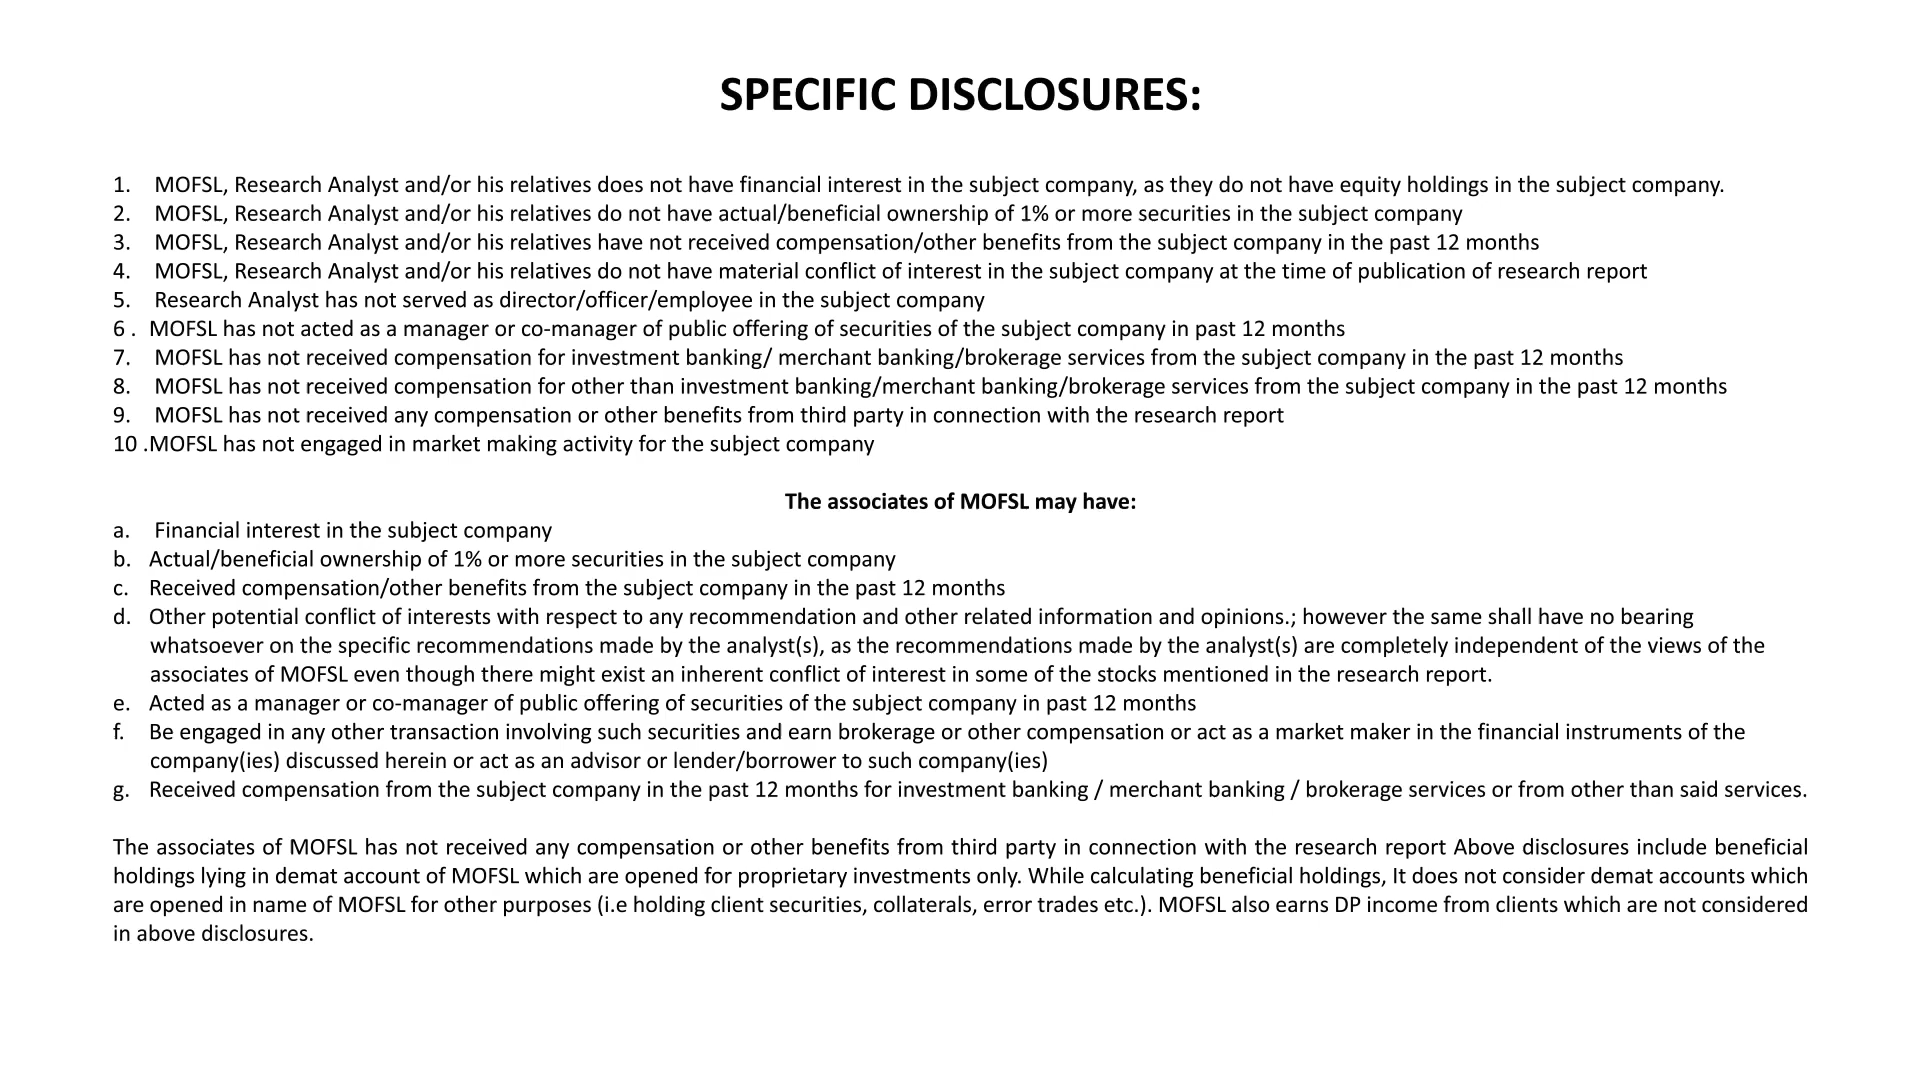 SPECIFIC DISCLOSURES:
1. MOFSL, Research Analyst and/or his relatives does not have financial interest in the subject company, as they do not have equity holdings in the subject company.
2. MOFSL, Research Analyst and/or his relatives do not have actual/beneficial ownership of 1% or more securities in the subject company
3. MOFSL, Research Analyst and/or his relatives have not received compensation/other benefits from the subject company in the past 12 months
4. MOFSL, Research Analyst and/or his relatives do not have material conflict of interest in the subject company at the time of publication of research report
5. Research Analyst has not served as director/officer/employee in the subject company
6 . MOFSL has not acted as a manager or co-manager of public offering of securities of the subject company in past 12 months
7. MOFSL has not received compensation for investment banking/ merchant banking/brokerage services from the subject company in the past 12 months
8. MOFSL has not received compensation for other than investment banking/merchant banking/brokerage services from the subject company in the past 12 months
9. MOFSL has not received any compensation or other benefits from third party in connection with the research report
10 .MOFSL has not engaged in market making activity for the subject company
The associates of MOFSL may have:
a. Financial interest in the subject company
b. Actual/beneficial ownership of 1% or more securities in the subject company
c. Received compensation/other benefits from the subject company in the past 12 months
d. Other potential conflict of interests with respect to any recommendation and other related information and opinions.; however the same shall have no bearing
whatsoever on the specific recommendations made by the analyst(s), as the recommendations made by the analyst(s) are completely independent of the views of the
associates of MOFSL even though there might exist an inherent conflict of interest in some of the stocks mentioned in the research report.
e. Acted as a manager or co-manager of public offering of securities of the subject company in past 12 months
f. Be engaged in any other transaction involving such securities and earn brokerage or other compensation or act as a market maker in the financial instruments of the
company(ies) discussed herein or act as an advisor or lender/borrower to such company(ies)
g. Received compensation from the subject company in the past 12 months for investment banking / merchant banking / brokerage services or from other than said services.
The associates of MOFSL has not received any compensation or other benefits from third party in connection with the research report Above disclosures include beneficial
holdings lying in demat account of MOFSL which are opened for proprietary investments only. While calculating beneficial holdings, It does not consider demat accounts which
are opened in name of MOFSL for other purposes (i.e holding client securities, collaterals, error trades etc.). MOFSL also earns DP income from clients which are not considered
in above disclosures.